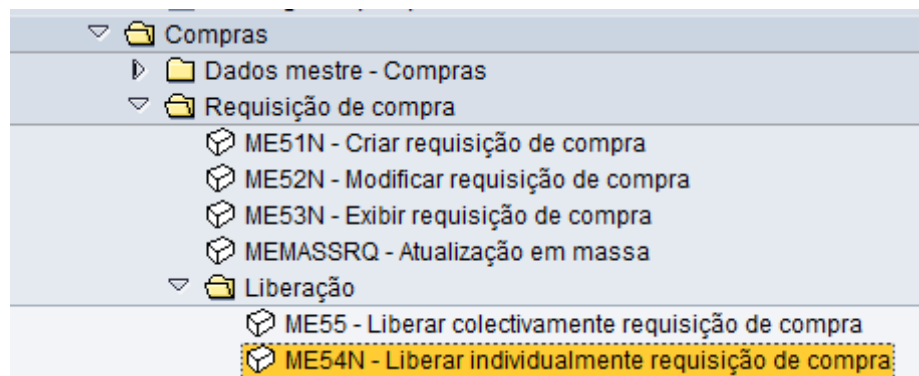 Compras
Dados mestre - Compras
Requisição de compra
ME51N - Criar requisição de compra
ME52N - Modificar requisição de compra
ME53N - Exibir requisição de compra
MEMASSRQ - Atualização em massa
Liberação
ME55 - Liberar colectivamente requisição de compra
ME54N - Liberar individualmente requisição de compra